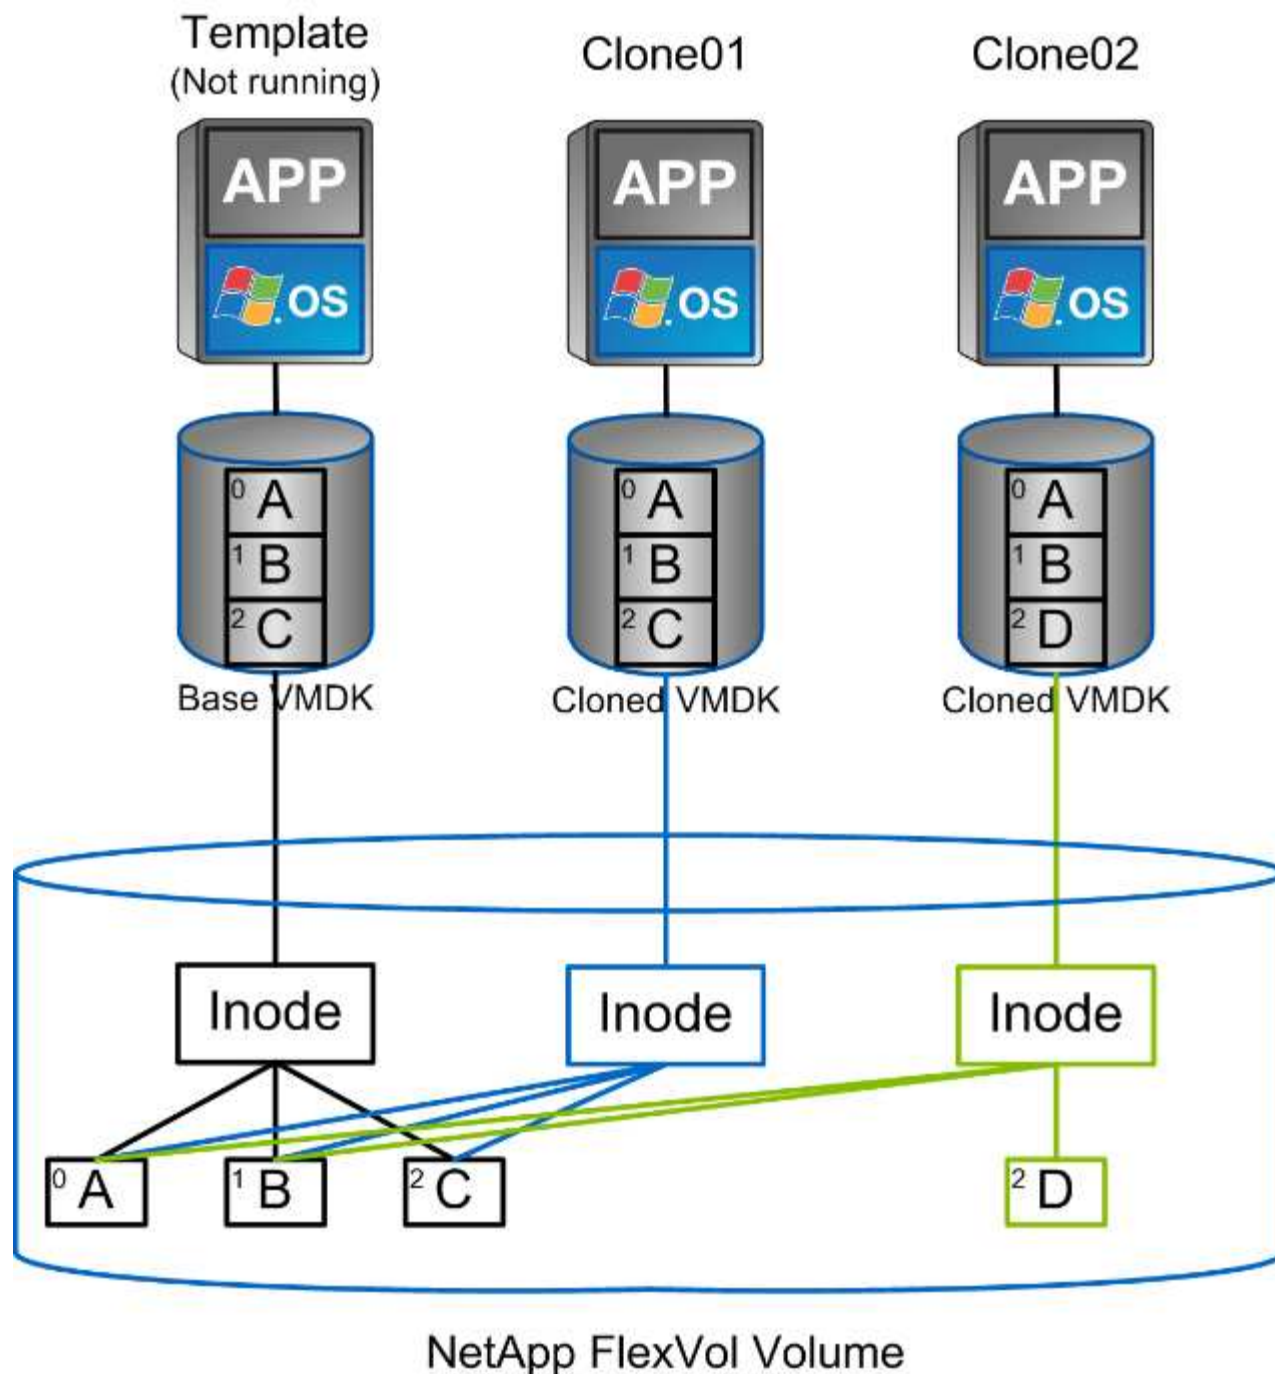 Template
(Not running)
Clone01
Clone02
APP
APP
APP
.OS
.OS
.OS
0 A
0 A
0 A
1 B
1 B
1 B
2 C
2 C
2 D
Base VMDK
Cloned VMDK
Cloned VMDK
Inode
Inode
Inode
0 A
1 B
2 C
2 D
NetApp FlexVol Volume